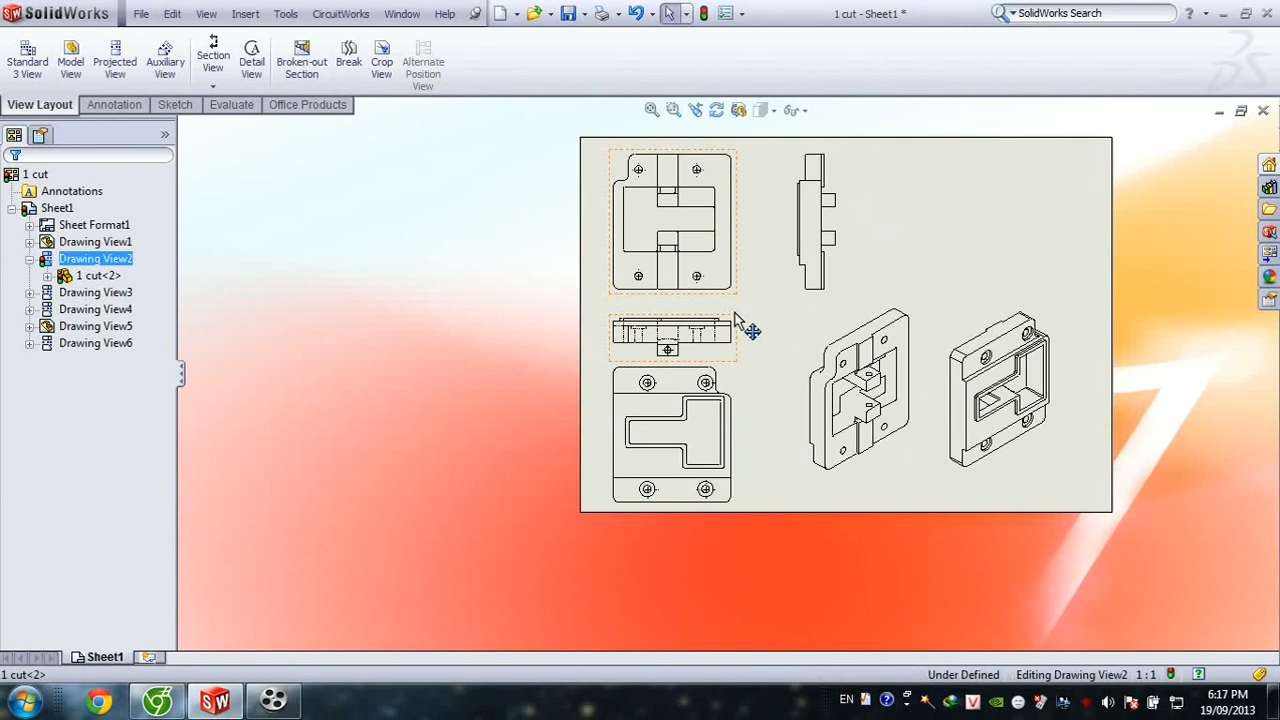 SolidWorks File Edit View Insert Tools CircuitWorks Window Help 1 cut - Sheet1 * SolidWorks Search ?
Standard 3 View
Model View
Projected View
Auxiliary View
Section View
Detail View
Broken-out Section
Break
Crop View
Alternate Position View
View Layout Annotation Sketch Evaluate Office Products
1 cut
A Annotations
Sheet1
Sheet Format1
Drawing View1
Drawing View2
1 cut<2>
Drawing View3
Drawing View4
Drawing View5
Drawing View6
Sheet1
1 cut<2> Under Defined Editing Drawing View2 1 : 1 ?
EN 6:17 PM
19/09/2013